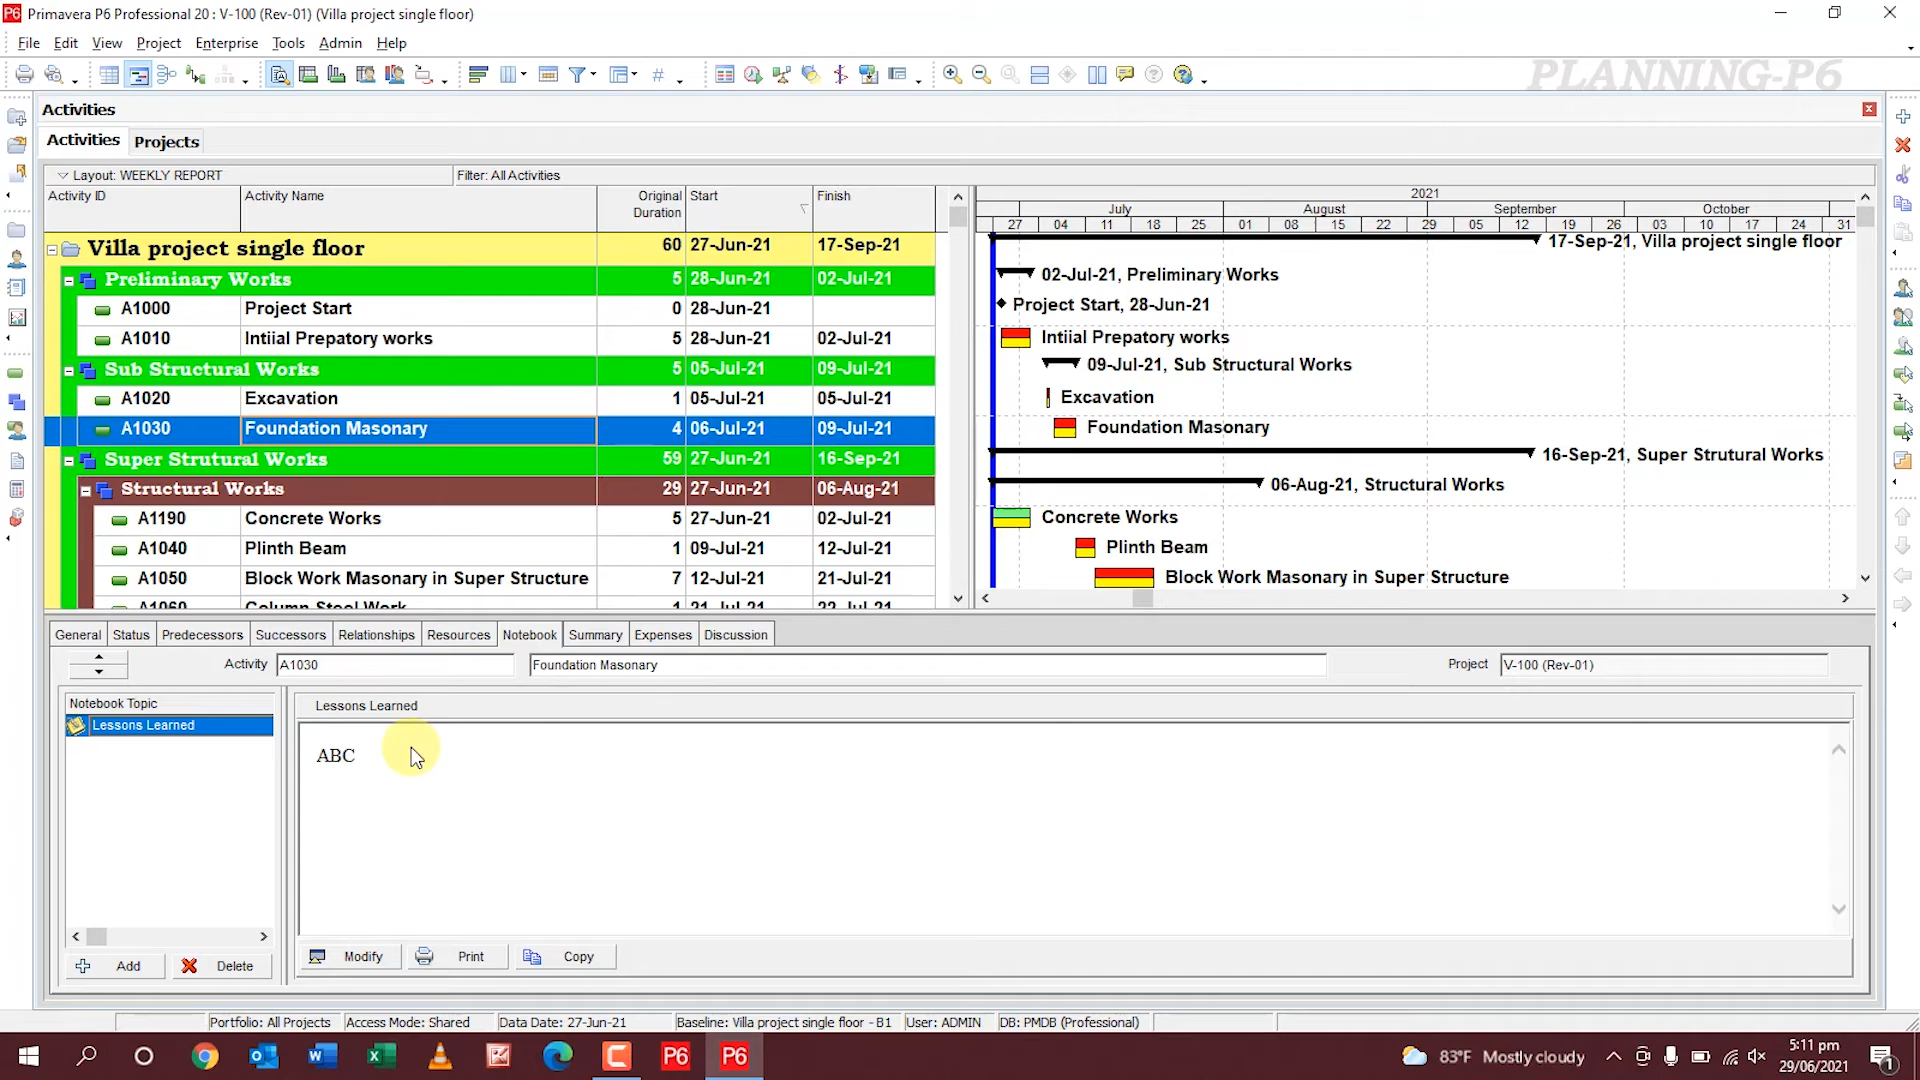 Primavera P6 Professional 20 : V-100 (Rev-01) (Villa project single floor)
File Edit View Project Enterprise Tools Admin Help
PLANNING-P6
Activities
Activities Projects
Layout: WEEKLY REPORT Filter: All Activities
Activity ID Activity Name Original Duration Start Finish
2021
July August September October
27 04 11 18 25 01 08 15 22 29 05 12 19 26 03 10 17 24 31
Villa project single floor 60 27-Jun-21 17-Sep-21
17-Sep-21, Villa project single floor
Preliminary Works 5 28-Jun-21 02-Jul-21
02-Jul-21, Preliminary Works
A1000 Project Start 0 28-Jun-21
Project Start, 28-Jun-21
A1010 Intiial Prepatory works 5 28-Jun-21 02-Jul-21
Intiial Prepatory works
Sub Structural Works 5 05-Jul-21 09-Jul-21
09-Jul-21, Sub Structural Works
A1020 Excavation 1 05-Jul-21 05-Jul-21
Excavation
A1030 Foundation Masonary 4 06-Jul-21 09-Jul-21
Foundation Masonary
Super Strutural Works 59 27-Jun-21 16-Sep-21
16-Sep-21, Super Strutural Works
Structural Works 29 27-Jun-21 06-Aug-21
06-Aug-21, Structural Works
A1190 Concrete Works 5 27-Jun-21 02-Jul-21
Concrete Works
A1040 Plinth Beam 1 09-Jul-21 12-Jul-21
Plinth Beam
A1050 Block Work Masonary in Super Structure 7 12-Jul-21 21-Jul-21
Block Work Masonary in Super Structure
A1060 Column Steel Work 1 21-Jul-21 22-Jul-21
General Status Predecessors Successors Relationships Resources Notebook Summary Expenses Discussion
Activity A1030 Foundation Masonary Project V-100 (Rev-01)
Notebook Topic
Lessons Learned
Lessons Learned
ABC
Modify Print Copy
Add Delete
Portfolio: All Projects Access Mode: Shared Data Date: 27-Jun-21 Baseline: Villa project single floor - B1 User: ADMIN DB: PMDB (Professional)
83°F Mostly cloudy
5:11 pm
29/06/2021
1